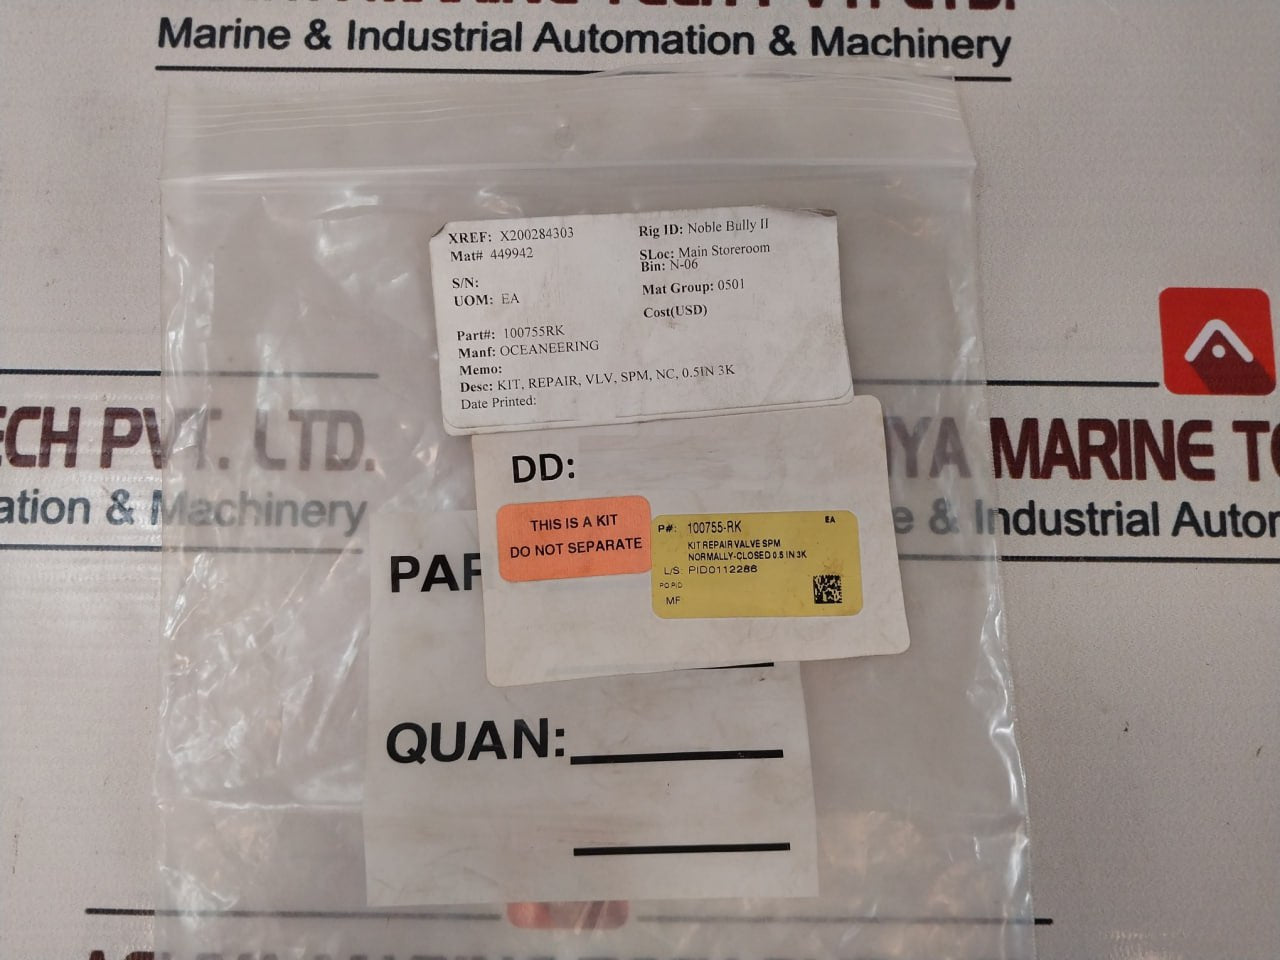 Marine & Industrial Automation & Machinery
XREF: X200284303
Mat# 449942
S/N:
UOM: EA
Part#: 100755RK
Manf: OCEANEERING
Memo:
Desc: KIT, REPAIR, VLV, SPM, NC, 0.5IN 3K
Date Printed:
Rig ID: Noble Bully II
SLoc: Main Storeroom
Bin: N-06
Mat Group: 0501
Cost(USD)
ECH PVT. LTD.
ation & Machinery
YA MARINE TE
e & Industrial Autor
DD:
THIS IS A KIT
DO NOT SEPARATE
P#: 100755-RK EA
KIT REPAIR VALVE SPM
NORMALLY-CLOSED 0.5 IN 3K
L/S: PID0112286
PO PID
MF
PAR
QUAN: